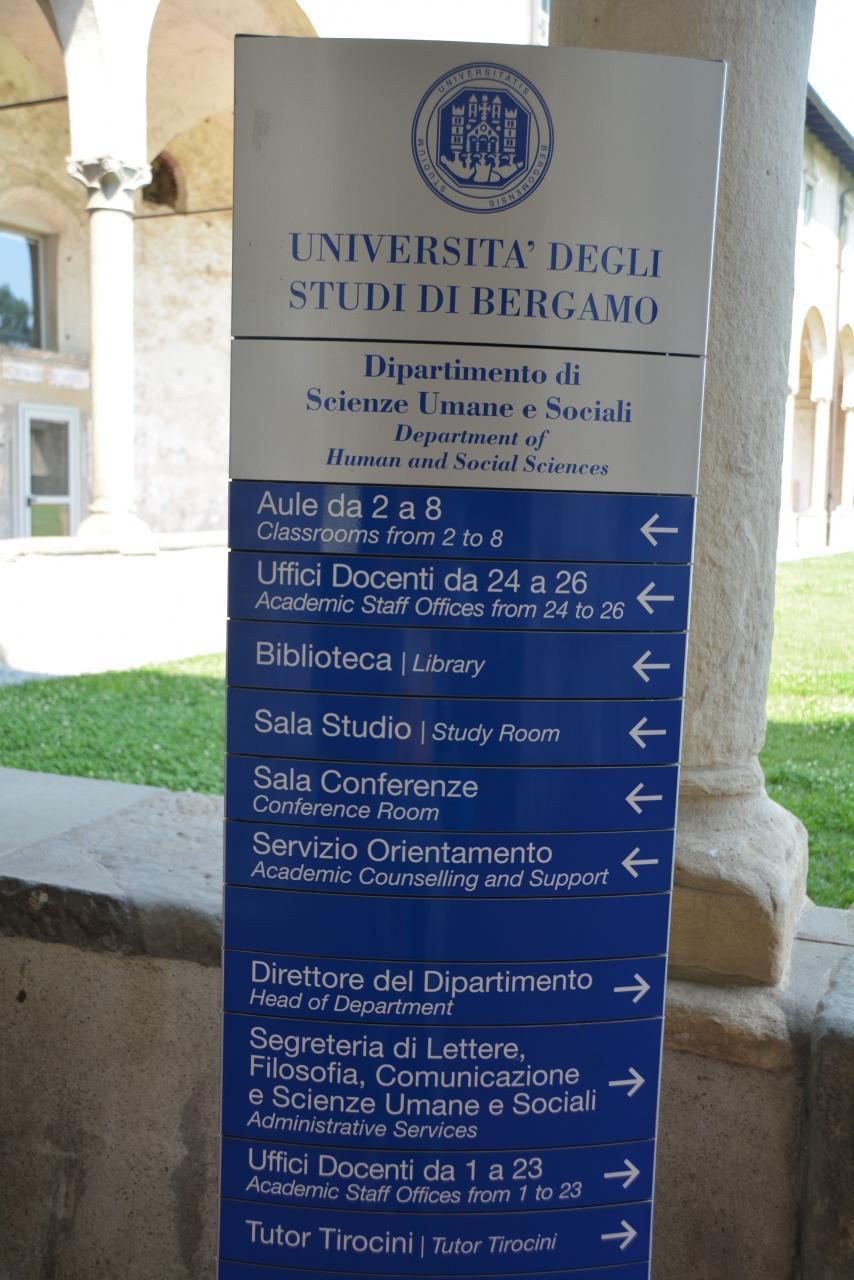 UNIVERSITATIS
STUDIUM BERGOMENSIS
UNIVERSITA' DEGLI
STUDI DI BERGAMO
Dipartimento di
Scienze Umane e Sociali
Department of
Human and Social Sciences
Aule da 2 a 8
Classrooms from 2 to 8
Uffici Docenti da 24 a 26
Academic Staff Offices from 24 to 26
Biblioteca | Library
Sala Studio | Study Room
Sala Conferenze
Conference Room
Servizio Orientamento
Academic Counselling and Support
Direttore del Dipartimento
Head of Department
Segreteria di Lettere,
Filosofia, Comunicazione
e Scienze Umane e Sociali
Administrative Services
Uffici Docenti da 1 a 23
Academic Staff Offices from 1 to 23
Tutor Tirocini | Tutor Tirocini